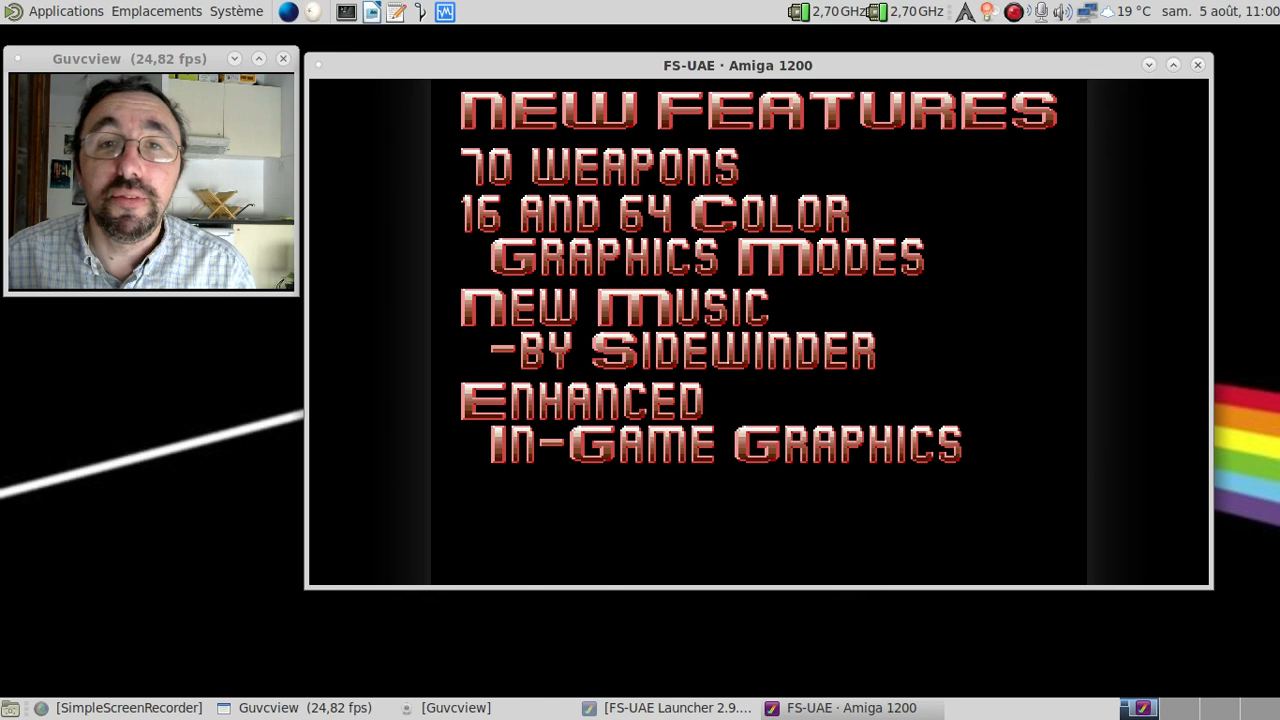 Applications Emplacements Système
2,70 GHz 2,70 GHz 19 °C sam. 5 août, 11:00
Guvcview (24,82 fps)
FS-UAE · Amiga 1200
NEW FEATURES
70 WEAPONS
16 AND 64 COLOR
GRAPHICS MODES
NEW MUSIC
-BY SIDEWINDER
ENHANCED
IN-GAME GRAPHICS
[SimpleScreenRecorder] Guvcview (24,82 fps) [Guvcview] [FS-UAE Launcher 2.9.... FS-UAE · Amiga 1200